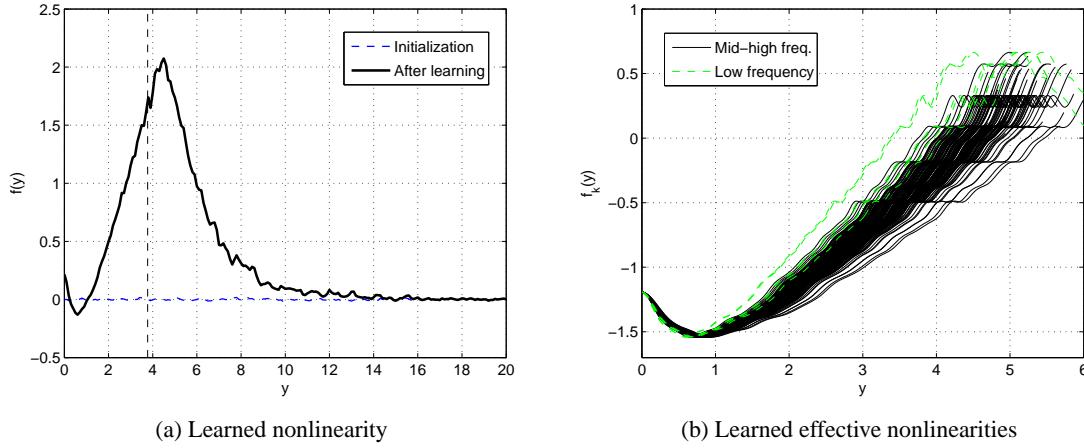 2.5
2
1.5
1
0.5
0
−0.5
f(y)
0 2 4 6 8 10 12 14 16 18 20
y
Initialization
After learning
(a) Learned nonlinearity
0.5
0
−0.5
−1
−1.5
f_k(y)
0 1 2 3 4 5 6
y
Mid−high freq.
Low frequency
(b) Learned effective nonlinearities